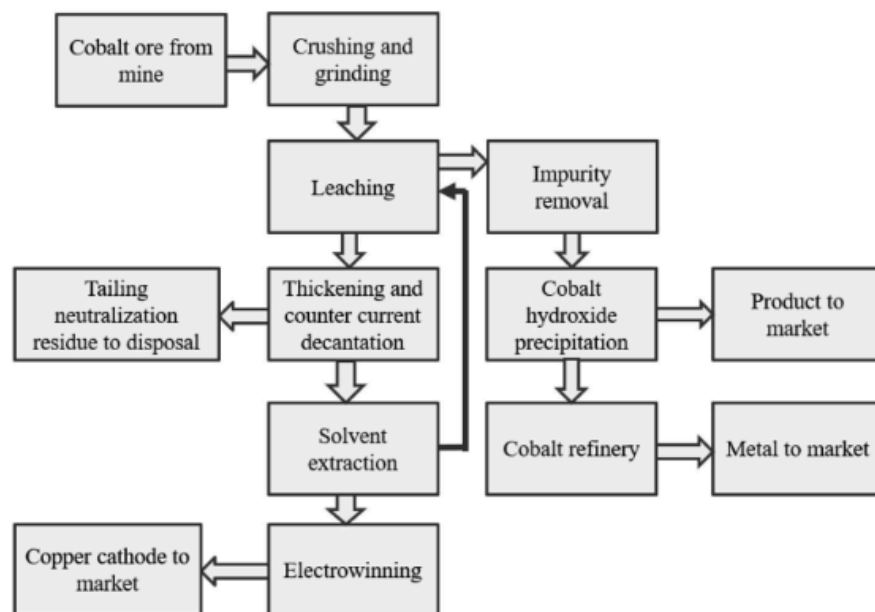 Cobalt ore from
mine
Crushing and
grinding
Leaching
Impurity
removal
Tailing
neutralization
residue to disposal
Thickening and
counter current
decantation
Cobalt
hydroxide
precipitation
Product to
market
Solvent
extraction
Cobalt refinery
Metal to market
Copper cathode to
market
Electrowinning